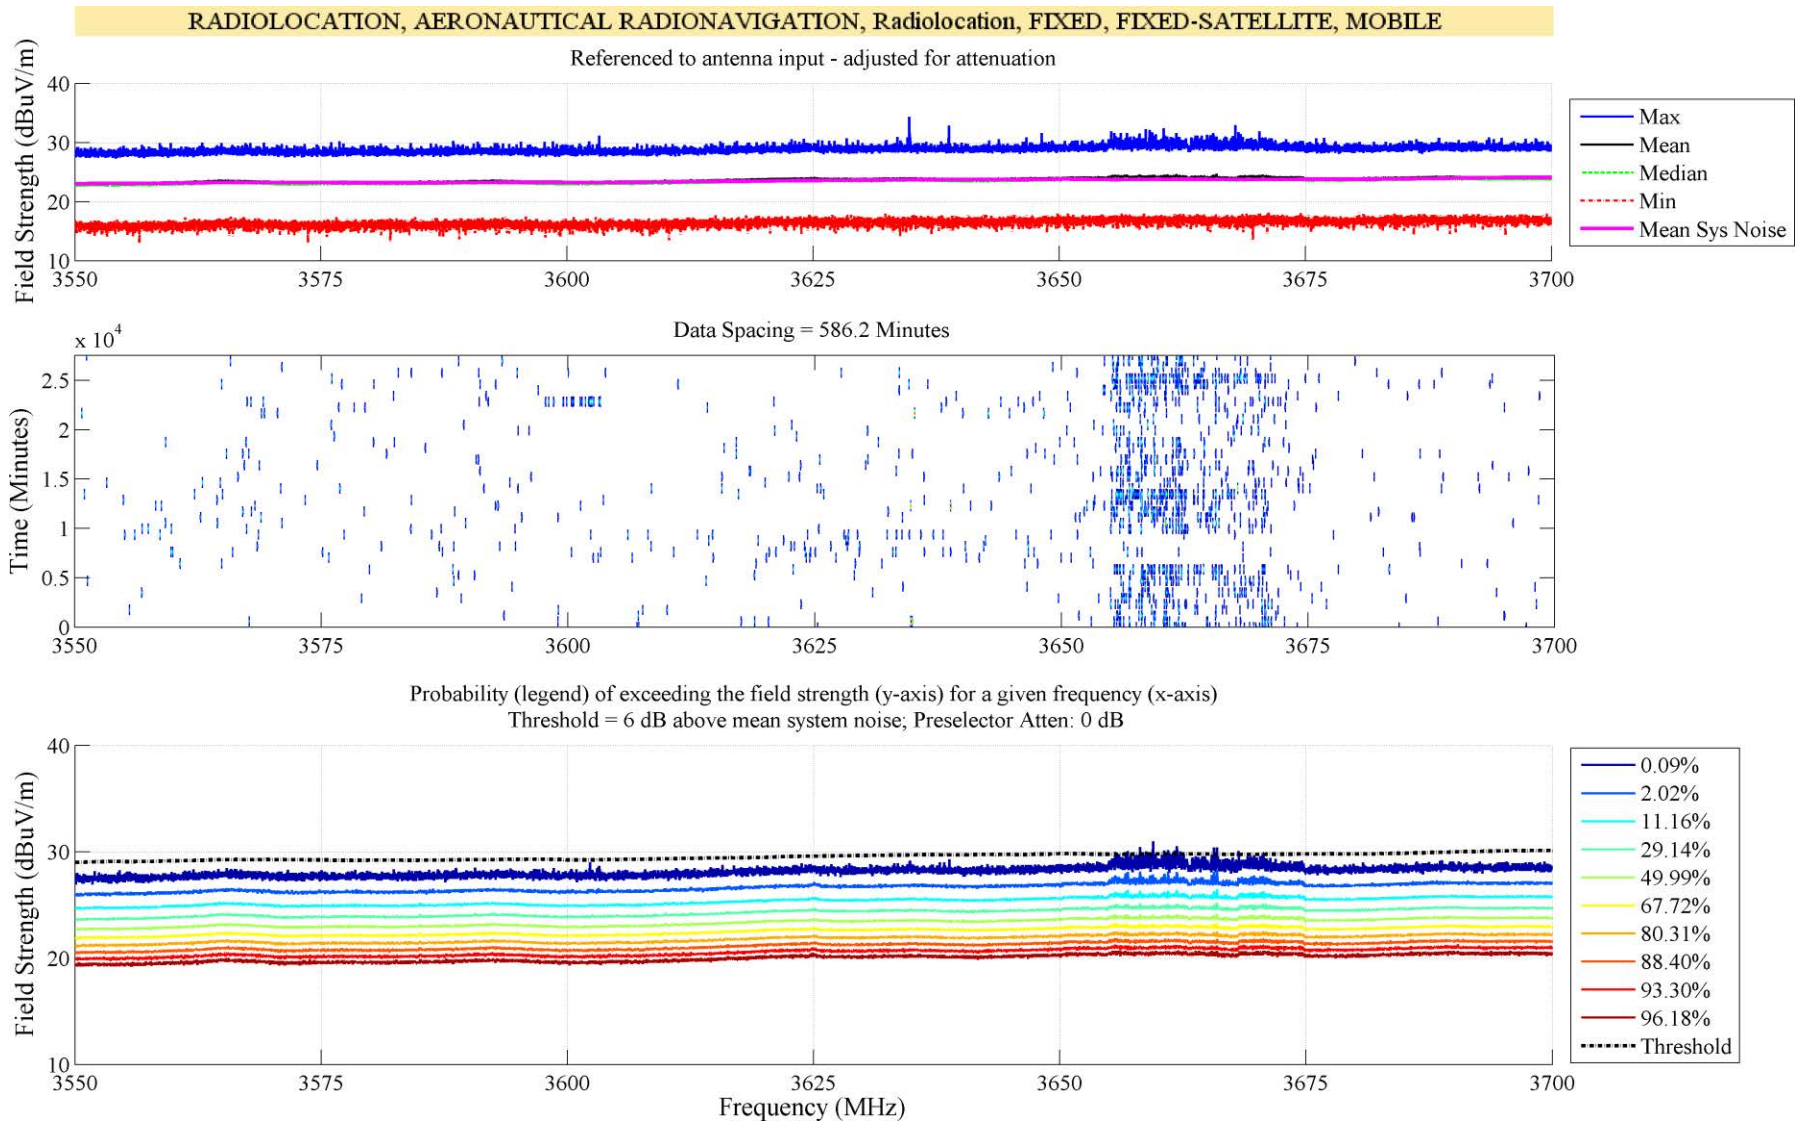 RADIOLOCATION, AERONAUTICAL RADIONAVIGATION, Radiolocation, FIXED, FIXED-SATELLITE, MOBILE
Referenced to antenna input - adjusted for attenuation
Field Strength (dBuV/m)
40
30
20
10
3550 3575 3600 3625 3650 3675 3700
Max
Mean
Median
Min
Mean Sys Noise
Data Spacing = 586.2 Minutes
x 10^4
Time (Minutes)
2.5
2
1.5
1
0.5
0
3550 3575 3600 3625 3650 3675 3700
Probability (legend) of exceeding the field strength (y-axis) for a given frequency (x-axis)
Threshold = 6 dB above mean system noise; Preselector Atten: 0 dB
Field Strength (dBuV/m)
40
30
20
10
3550 3575 3600 3625 3650 3675 3700
Frequency (MHz)
0.09%
2.02%
11.16%
29.14%
49.99%
67.72%
80.31%
88.40%
93.30%
96.18%
Threshold